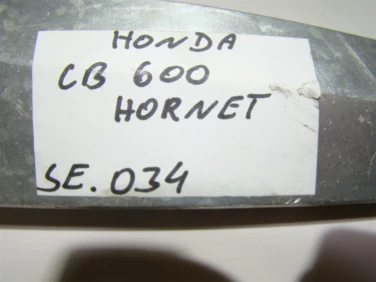 HONDA
CB 600
HORNET
SE. 034